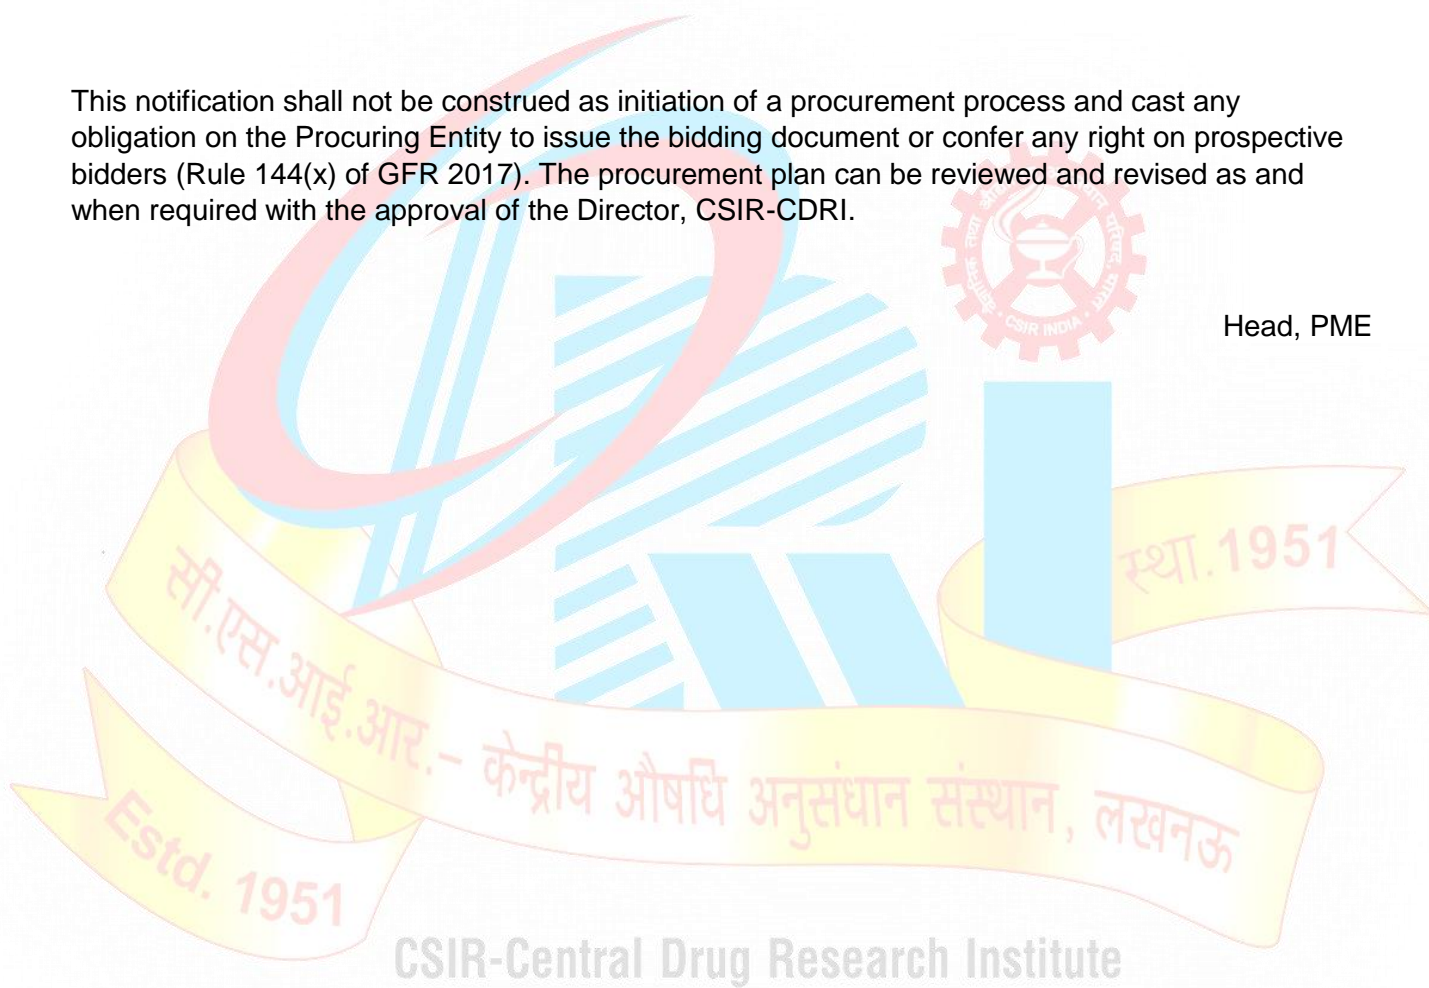 This notification shall not be construed as initiation of a procurement process and cast any
obligation on the Procuring Entity to issue the bidding document or confer any right on prospective
bidders (Rule 144(x) of GFR 2017). The procurement plan can be reviewed and revised as and
when required with the approval of the Director, CSIR-CDRI.
CSIR INDIA
Head, PME
स्था.1951
सी.एस.आई.आर.– केन्द्रीय औषधि अनुसंधान संस्थान, लखनऊ
Estd. 1951
CSIR-Central Drug Research Institute